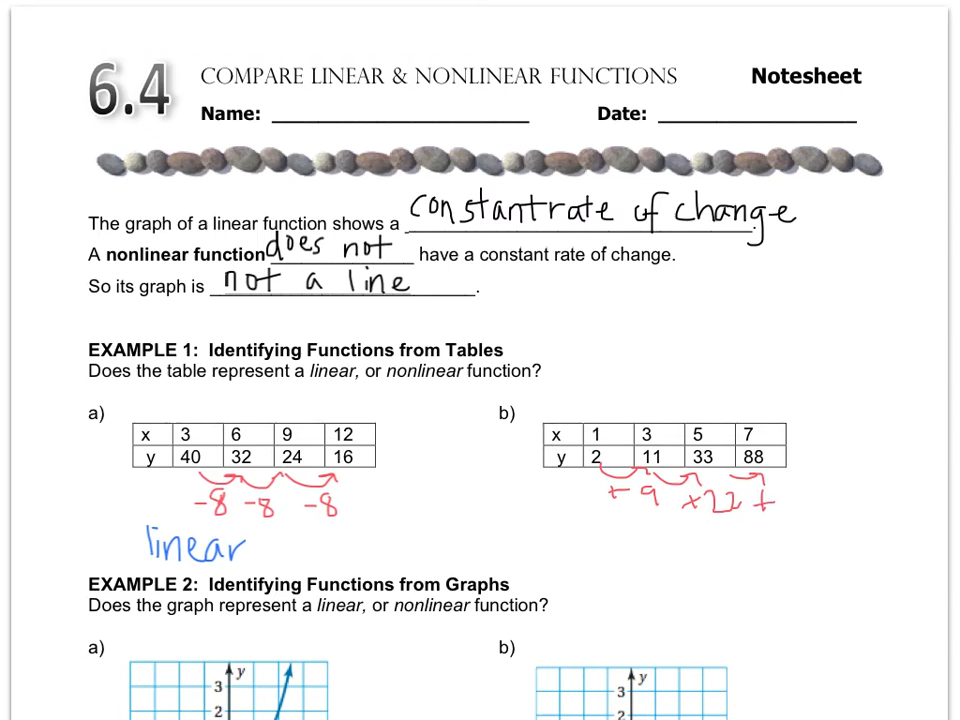 6.4 COMPARE LINEAR & NONLINEAR FUNCTIONS Notesheet
Name: ______________________ Date: _________________
The graph of a linear function shows a constant rate of change.
A nonlinear function does not have a constant rate of change.
So its graph is not a line.
EXAMPLE 1: Identifying Functions from Tables
Does the table represent a linear, or nonlinear function?
a) b)
x 3 6 9 12 x 1 3 5 7
y 40 32 24 16 y 2 11 33 88
-8 -8 -8 +9 +22 +
linear
EXAMPLE 2: Identifying Functions from Graphs
Does the graph represent a linear, or nonlinear function?
a) b)
y y
3 3
2 2